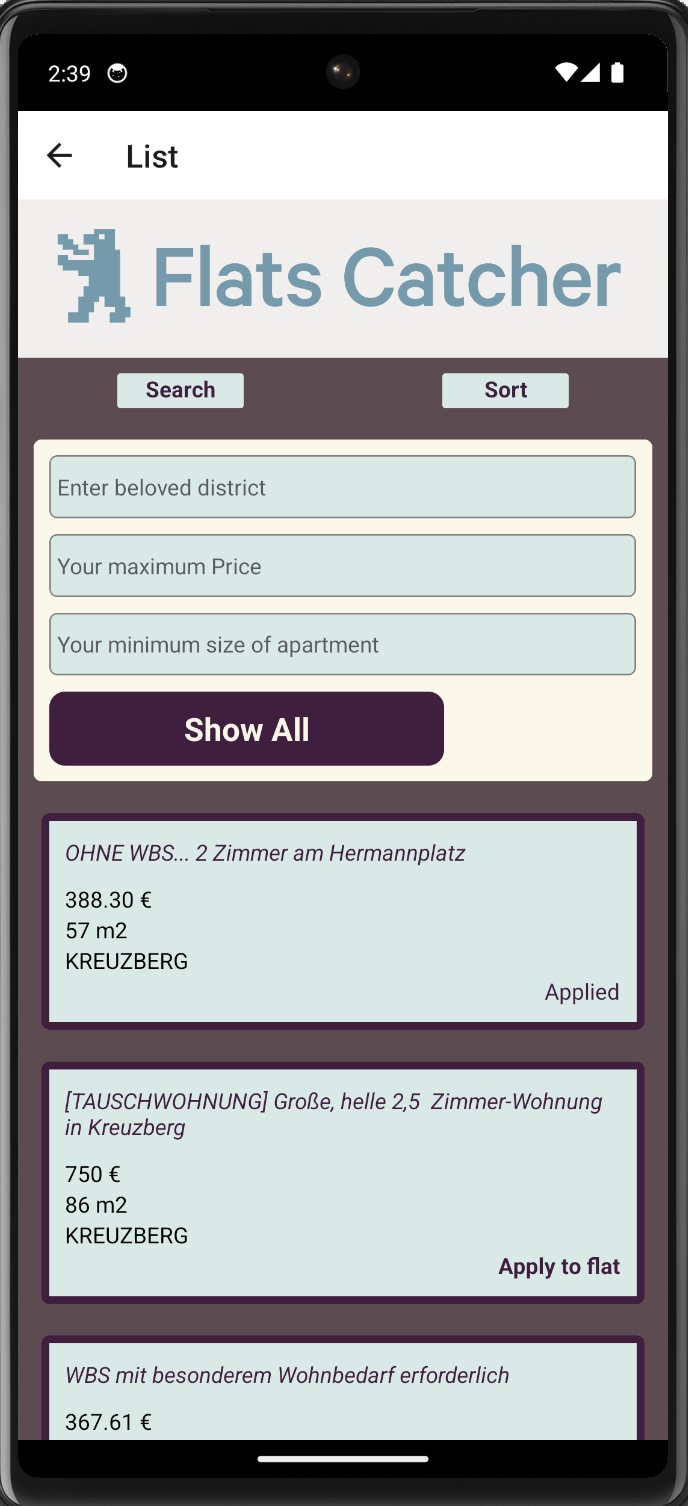 2:39
List
Flats Catcher
Search
Sort
Enter beloved district
Your maximum Price
Your minimum size of apartment
Show All
OHNE WBS... 2 Zimmer am Hermannplatz
388.30 €
57 m2
KREUZBERG
Applied
[TAUSCHWOHNUNG] Große, helle 2,5  Zimmer-Wohnung
in Kreuzberg
750 €
86 m2
KREUZBERG
Apply to flat
WBS mit besonderem Wohnbedarf erforderlich
367.61 €